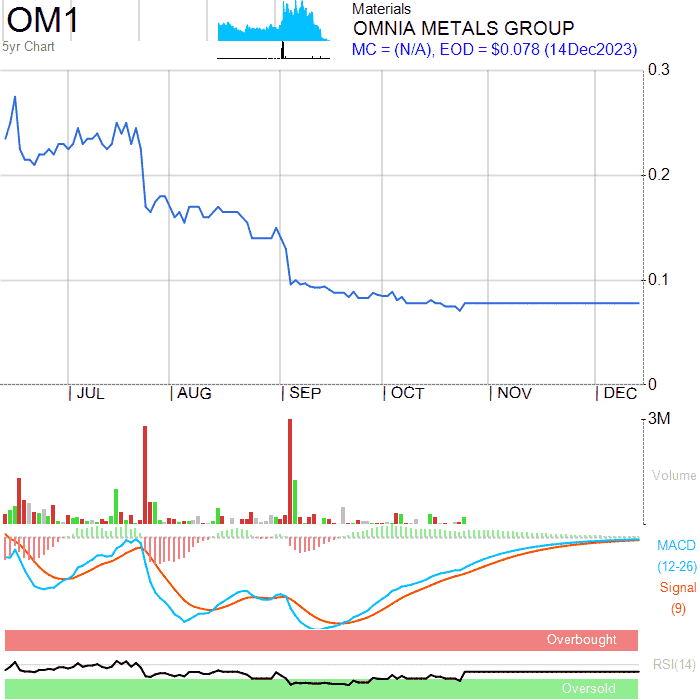 OM1
5yr Chart
Materials
OMNIA METALS GROUP
MC = (N/A), EOD = $0.078 (14Dec2023)
0.3
0.2
0.1
0
JUL AUG SEP OCT NOV DEC
3M
Volume
MACD
(12-26)
Signal
(9)
Overbought
RSI(14)
Oversold